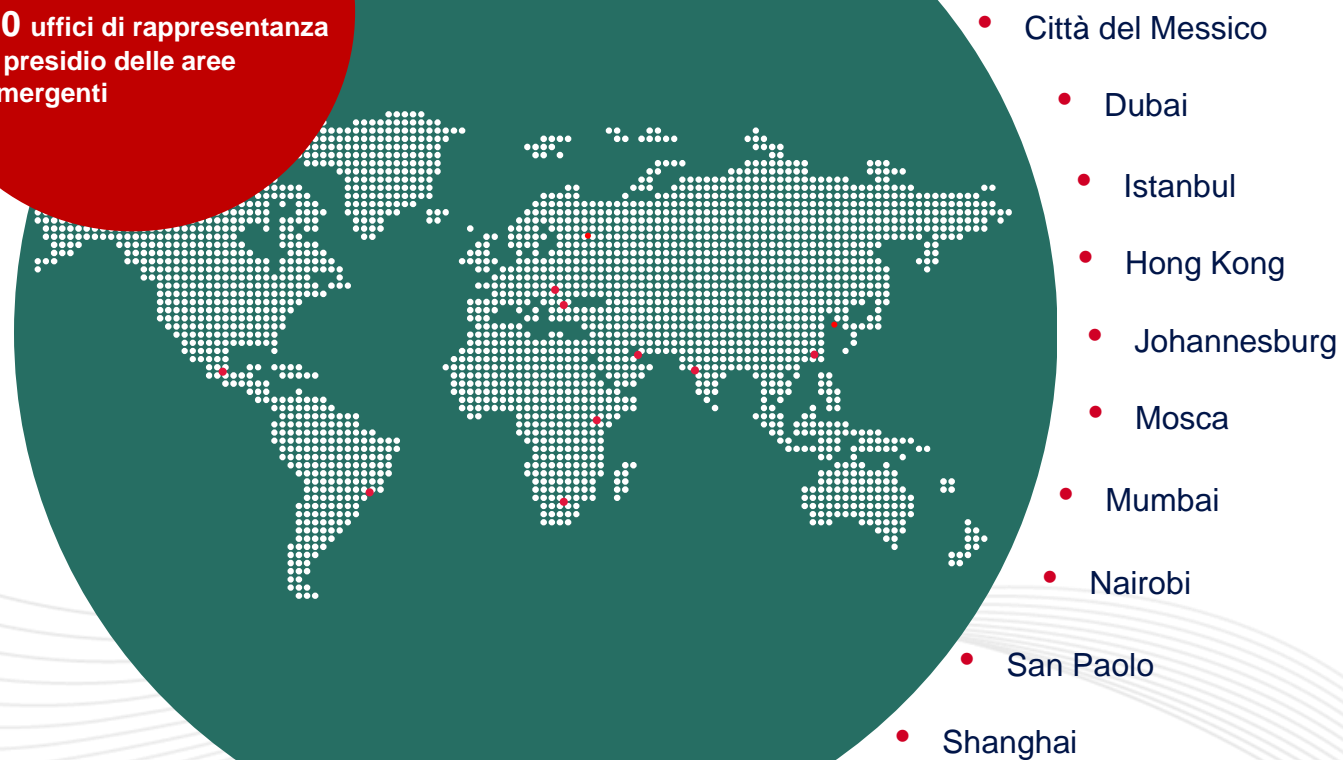 0 uffici di rappresentanza
presidio delle aree
mergenti
Città del Messico
Dubai
Istanbul
Hong Kong
Johannesburg
Mosca
Mumbai
Nairobi
San Paolo
Shanghai